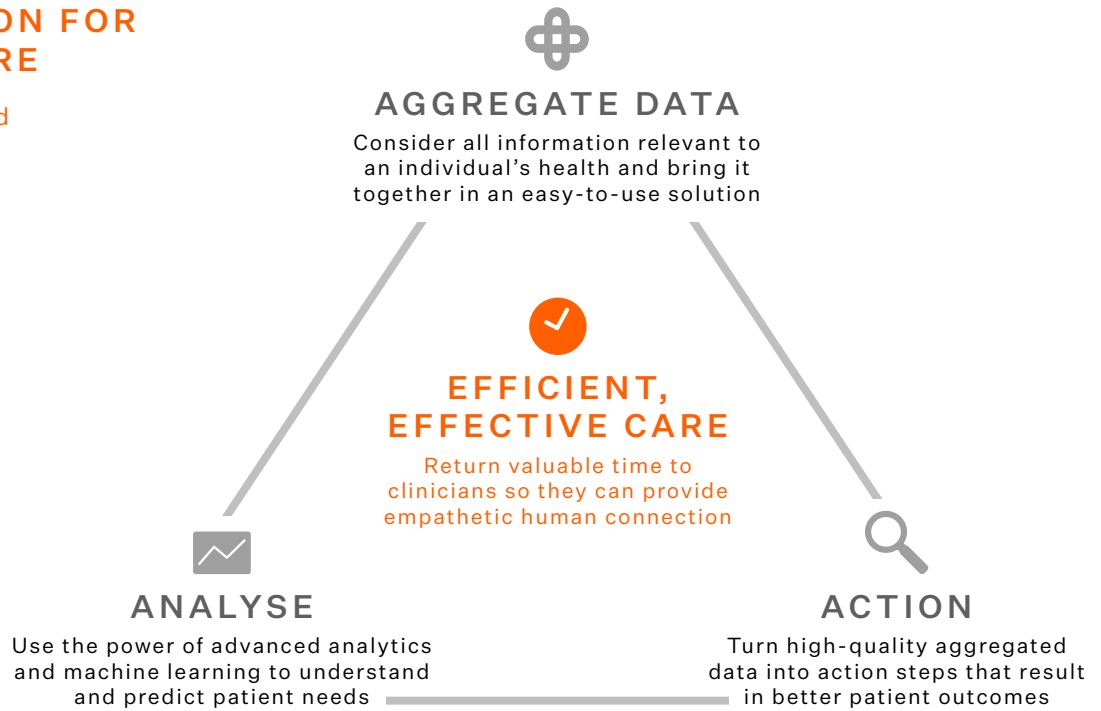 ON FOR
RE
d
AGGREGATE DATA
Consider all information relevant to
an individual’s health and bring it
together in an easy-to-use solution
EFFICIENT,
EFFECTIVE CARE
Return valuable time to
clinicians so they can provide
empathetic human connection
ANALYSE
Use the power of advanced analytics
and machine learning to understand
and predict patient needs
ACTION
Turn high-quality aggregated
data into action steps that result
in better patient outcomes